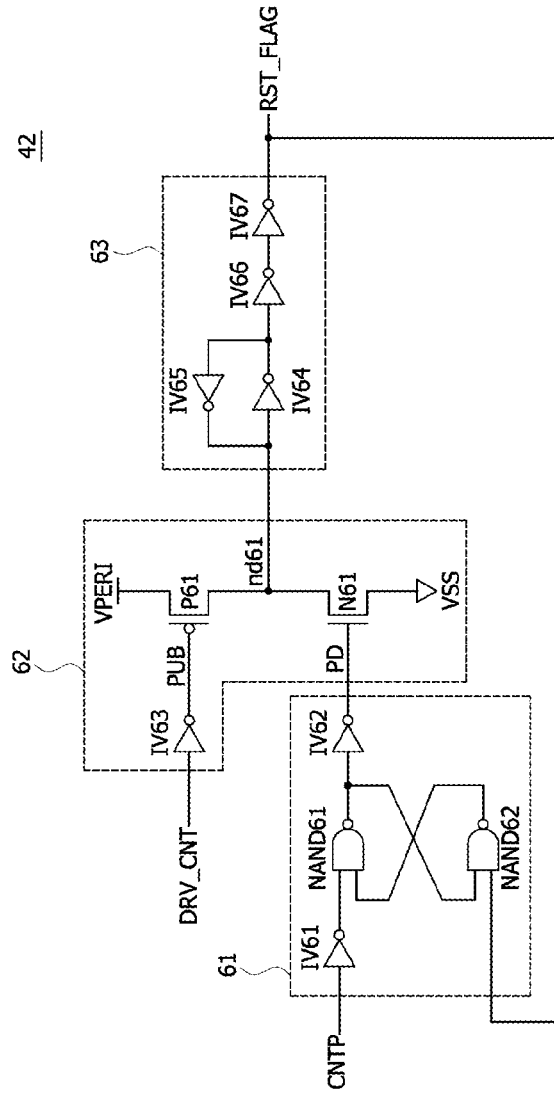 42
62
VPERI
63
DRV_CNT
IV63
PUB
P61
nd61
IV65
IV64
IV66
IV67
RST_FLAG
61
CNTP
IV61
NAND61
IV62
PD
N61
VSS
NAND62